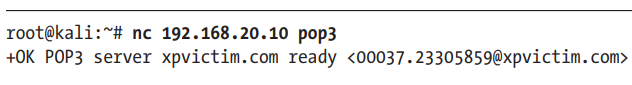 root@kali:~# nc 192.168.20.10 pop3
+OK POP3 server xpvictim.com ready <00037.23305859@xpvictim.com>